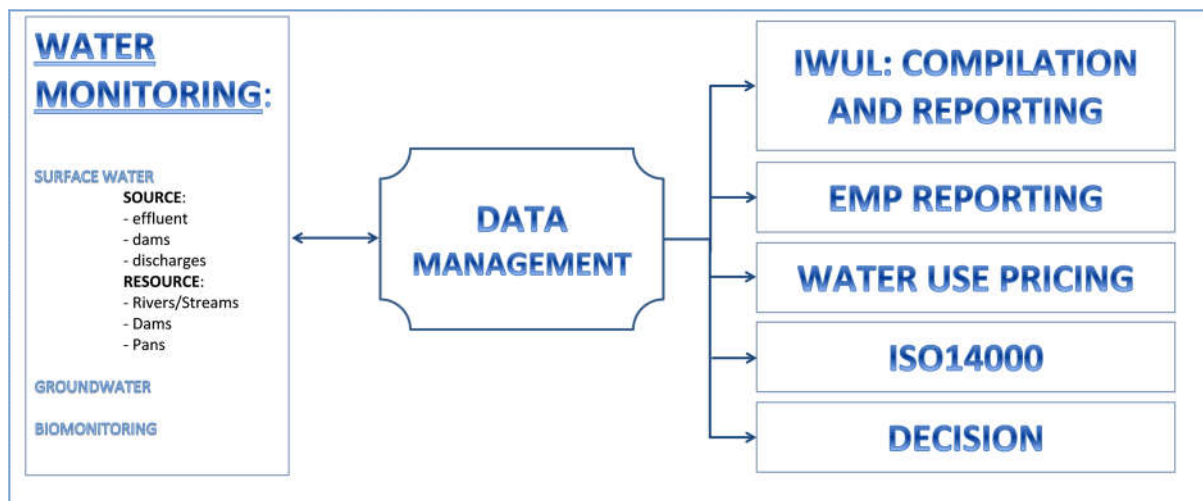 WATER
MONITORING:
SURFACE WATER
SOURCE:
- effluent
- dams
- discharges
RESOURCE:
- Rivers/Streams
- Dams
- Pans
GROUNDWATER
BIOMONITORING
DATA
MANAGEMENT
IWUL: COMPILATION
AND REPORTING
EMP REPORTING
WATER USE PRICING
ISO14000
DECISION